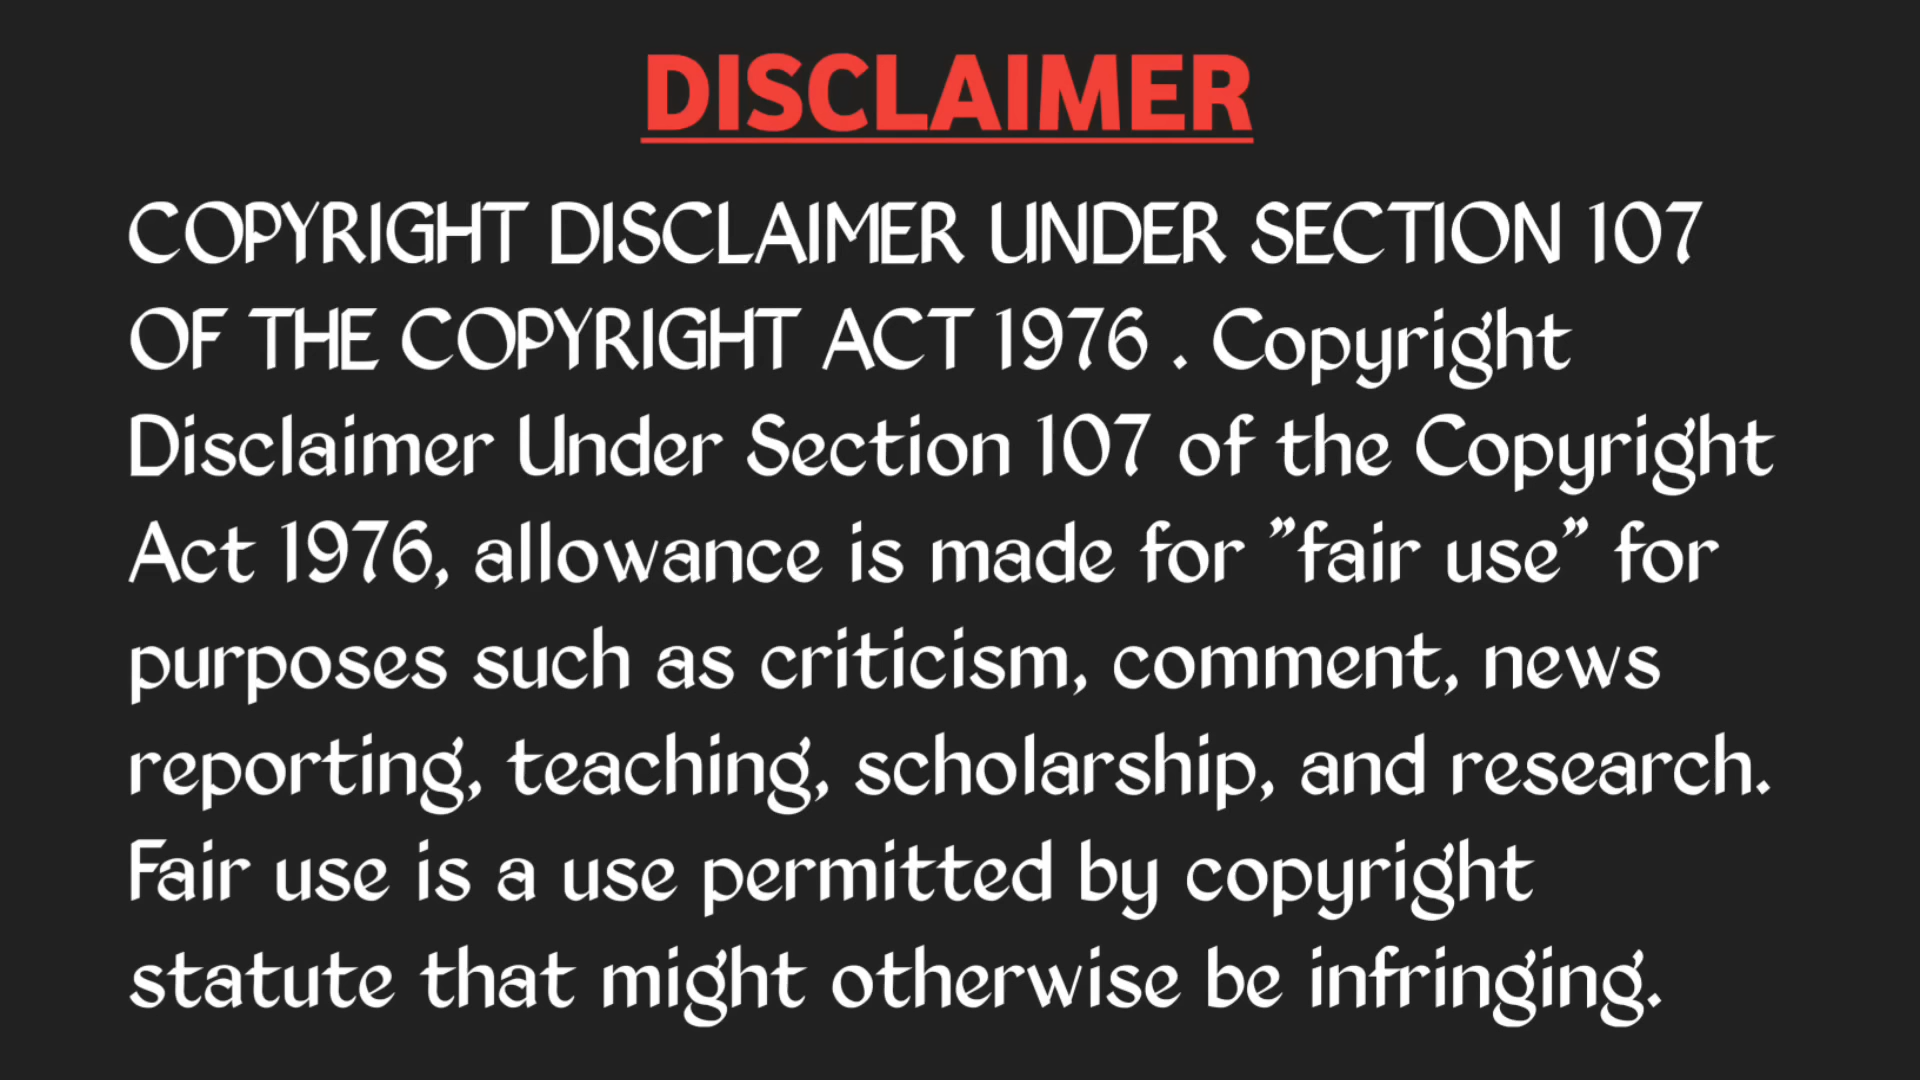 DISCLAIMER
COPYRIGHT DISCLAIMER UNDER SECTION 107
OF THE COPYRIGHT ACT 1976 . Copyright
Disclaimer Under Section 107 of the Copyright
Act 1976, allowance is made for ”fair use” for
purposes such as criticism, comment, news
reporting, teaching, scholarship, and research.
Fair use is a use permitted by copyright
statute that might otherwise be infringing.